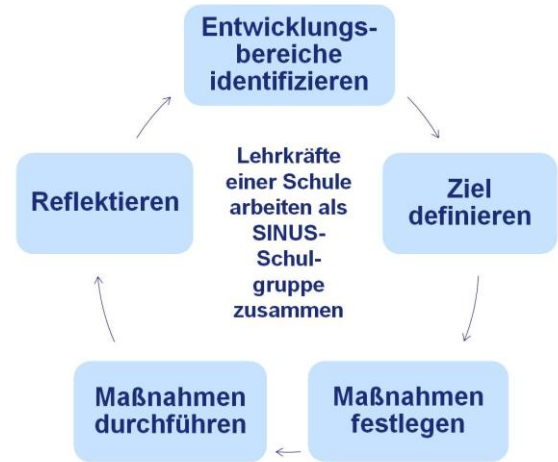 Entwicklungs-
bereiche
identifizieren
Ziel
definieren
Maßnahmen
festlegen
Maßnahmen
durchführen
Reflektieren
Lehrkräfte
einer Schule
arbeiten als
SINUS-
Schul-
gruppe
zusammen